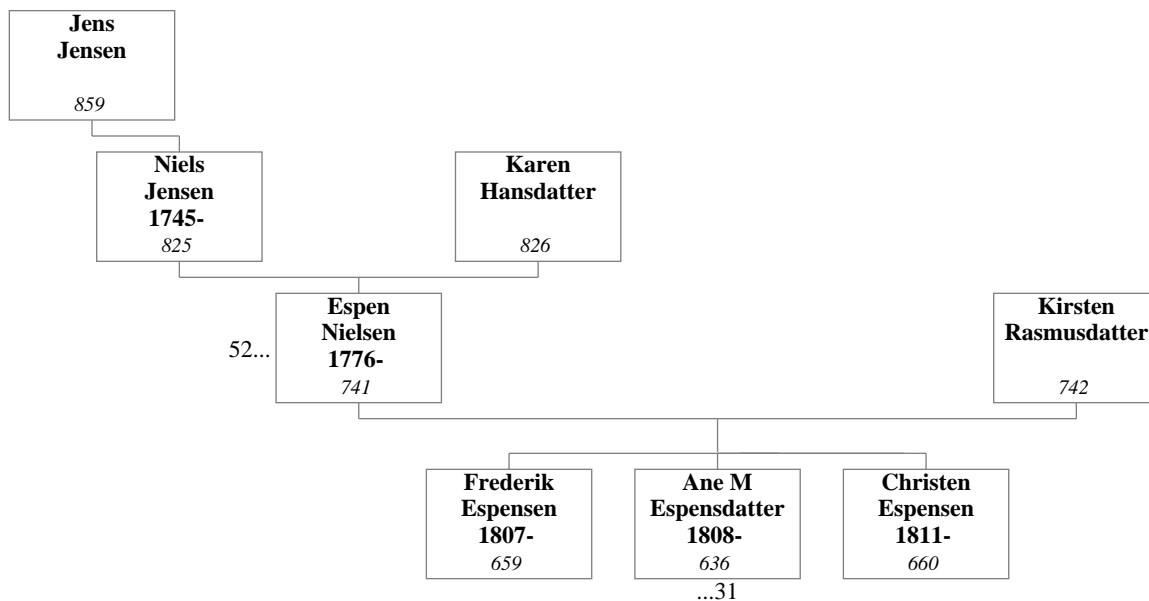 Jens
Jensen
859
Niels
Jensen
1745-
825
Karen
Hansdatter
826
52...
Espen
Nielsen
1776-
741
Kirsten
Rasmusdatter
742
Frederik
Espensen
1807-
659
Ane M
Espensdatter
1808-
636
...31
Christen
Espensen
1811-
660